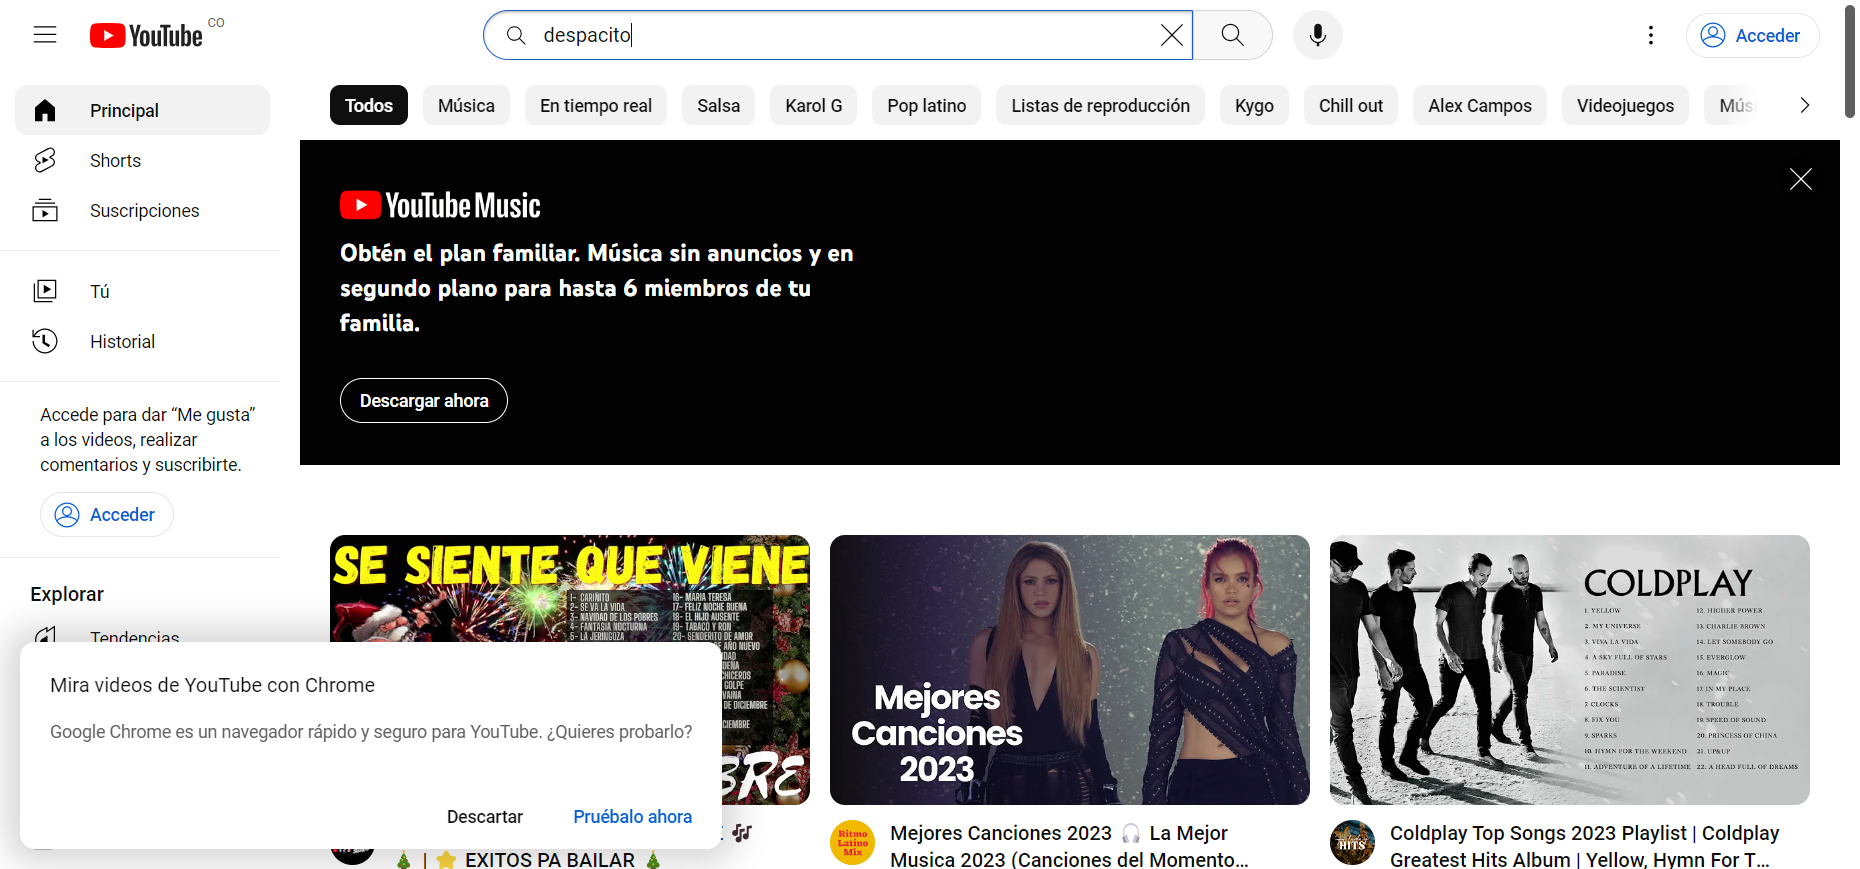 YouTube CO
despacito
Acceder
Principal
Shorts
Suscripciones
Tú
Historial
Accede para dar “Me gusta”
a los videos, realizar
comentarios y suscribirte.
Acceder
Explorar
Tendencias
Todos
Música
En tiempo real
Salsa
Karol G
Pop latino
Listas de reproducción
Kygo
Chill out
Alex Campos
Videojuegos
YouTube Music
Obtén el plan familiar. Música sin anuncios y en
segundo plano para hasta 6 miembros de tu
familia.
Descargar ahora
SE SIENTE QUE VIENE
1- CARIÑITO
2- SE VA LA VIDA
3- NAVIDAD DE LOS POBRES
4- FANTASIA NOCTURNA
5- LA JERINGOZA
16- MARIA TERESA
17- FELIZ NOCHE BUENA
18- EL HIJO AUSENTE
19- TABACO Y RON
20- SENDERITO DE AMOR
DE AÑO NUEVO
GOLPE
DE DICIEMBRE
🎶
🎄 | ⭐ EXITOS PA BAILAR 🎄
Mejores
Canciones
2023
Ritmo
Latino
Mix
Mejores Canciones 2023 🎧 La Mejor
Musica 2023 (Canciones del Momento...
COLDPLAY
1. YELLOW
2. MY UNIVERSE
3. VIVA LA VIDA
4. A SKY FULL OF STARS
5. PARADISE
6. THE SCIENTIST
7. CLOCKS
8. FIX YOU
9. SPARKS
10. HYMN FOR THE WEEKEND
11. ADVENTURE OF A LIFETIME
12. HIGHER POWER
13. CHARLIE BROWN
14. LET SOMEBODY GO
15. EVERGLOW
16. MAGIC
17. IN MY PLACE
18. TROUBLE
19. SPEED OF SOUND
20. PRINCESS OF CHINA
21. UP&UP
22. A HEAD FULL OF DREAMS
HITS
Coldplay Top Songs 2023 Playlist | Coldplay
Greatest Hits Album | Yellow, Hymn For T...
Mira videos de YouTube con Chrome
Google Chrome es un navegador rápido y seguro para YouTube. ¿Quieres probarlo?
Descartar
Pruébalo ahora